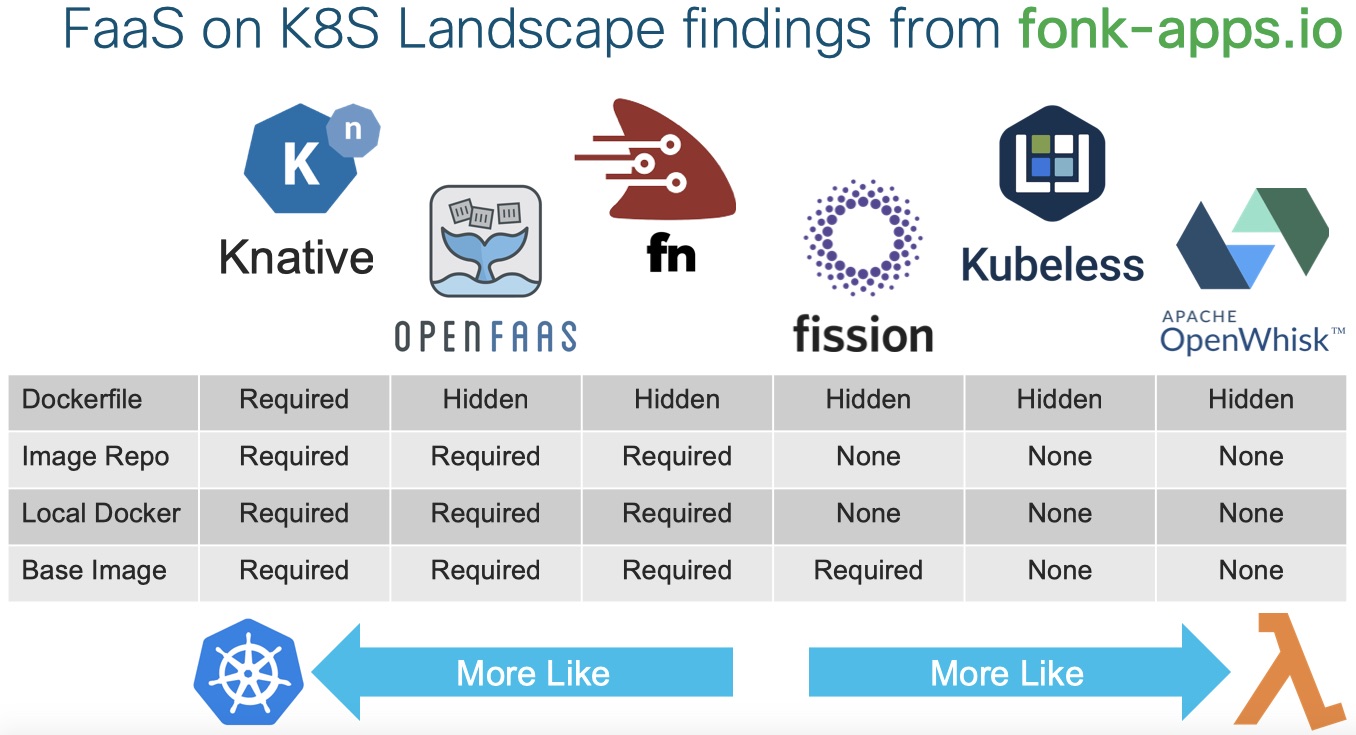 FaaS on K8S Landscape findings from fonk-apps.io
K n
Knative
OPENFAAS
fn
fission
Kubeless
APACHE
OpenWhisk™
Dockerfile Required Hidden Hidden Hidden Hidden Hidden
Image Repo Required Required Required None None None
Local Docker Required Required Required None None None
Base Image Required Required Required Required None None
More Like More Like
λ